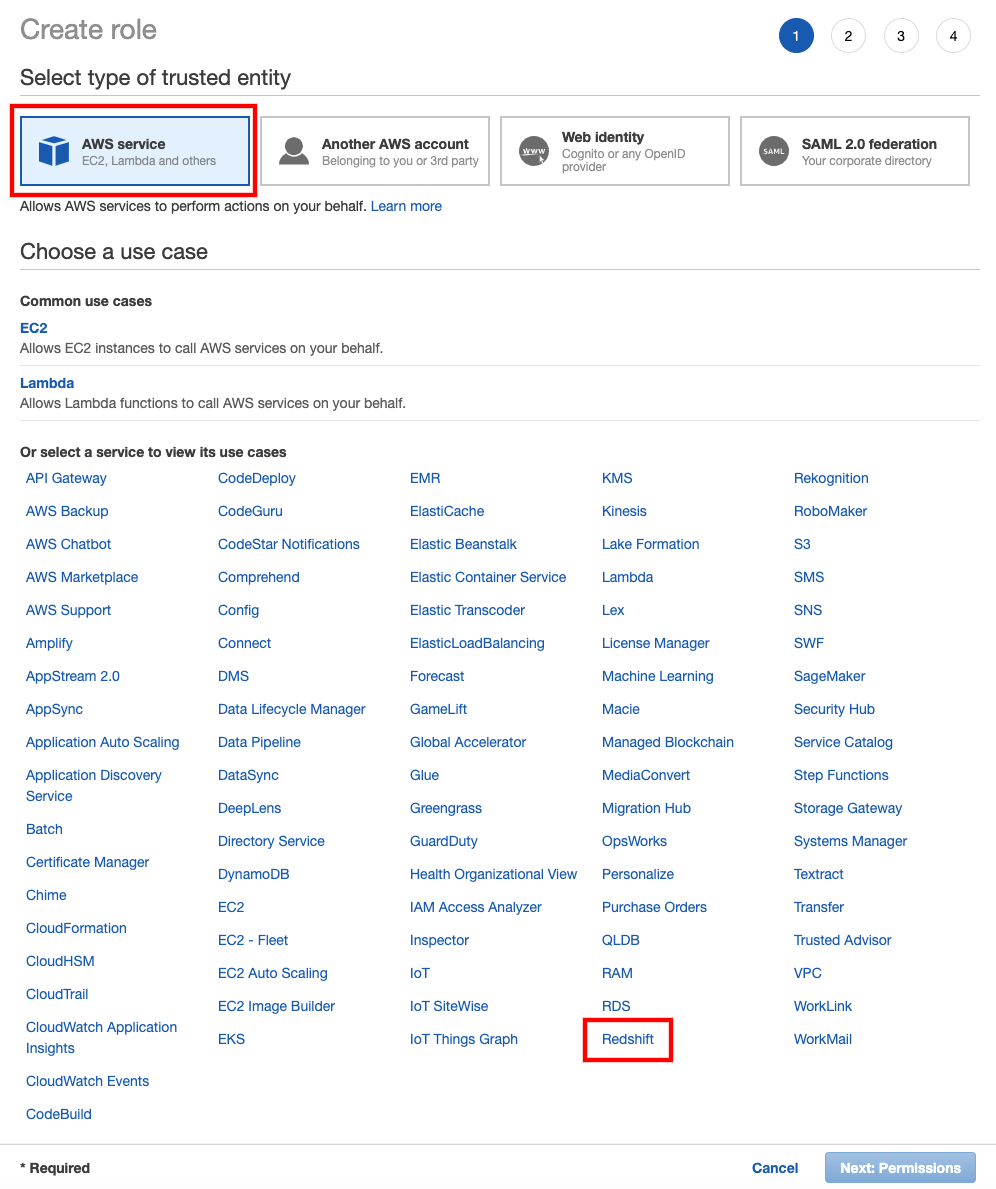 Create role
1 2 3 4
Select type of trusted entity
AWS service
EC2, Lambda and others
Another AWS account
Belonging to you or 3rd party
www
Web identity
Cognito or any OpenID
provider
SAML
SAML 2.0 federation
Your corporate directory
Allows AWS services to perform actions on your behalf. Learn more
Choose a use case
Common use cases
EC2
Allows EC2 instances to call AWS services on your behalf.
Lambda
Allows Lambda functions to call AWS services on your behalf.
Or select a service to view its use cases
API Gateway
AWS Backup
AWS Chatbot
AWS Marketplace
AWS Support
Amplify
AppStream 2.0
AppSync
Application Auto Scaling
Application Discovery
Service
Batch
Certificate Manager
Chime
CloudFormation
CloudHSM
CloudTrail
CloudWatch Application
Insights
CloudWatch Events
CodeBuild
CodeDeploy
CodeGuru
CodeStar Notifications
Comprehend
Config
Connect
DMS
Data Lifecycle Manager
Data Pipeline
DataSync
DeepLens
Directory Service
DynamoDB
EC2
EC2 - Fleet
EC2 Auto Scaling
EC2 Image Builder
EKS
EMR
ElastiCache
Elastic Beanstalk
Elastic Container Service
Elastic Transcoder
ElasticLoadBalancing
Forecast
GameLift
Global Accelerator
Glue
Greengrass
GuardDuty
Health Organizational View
IAM Access Analyzer
Inspector
IoT
IoT SiteWise
IoT Things Graph
KMS
Kinesis
Lake Formation
Lambda
Lex
License Manager
Machine Learning
Macie
Managed Blockchain
MediaConvert
Migration Hub
OpsWorks
Personalize
Purchase Orders
QLDB
RAM
RDS
Redshift
Rekognition
RoboMaker
S3
SMS
SNS
SWF
SageMaker
Security Hub
Service Catalog
Step Functions
Storage Gateway
Systems Manager
Textract
Transfer
Trusted Advisor
VPC
WorkLink
WorkMail
* Required
Cancel
Next: Permissions